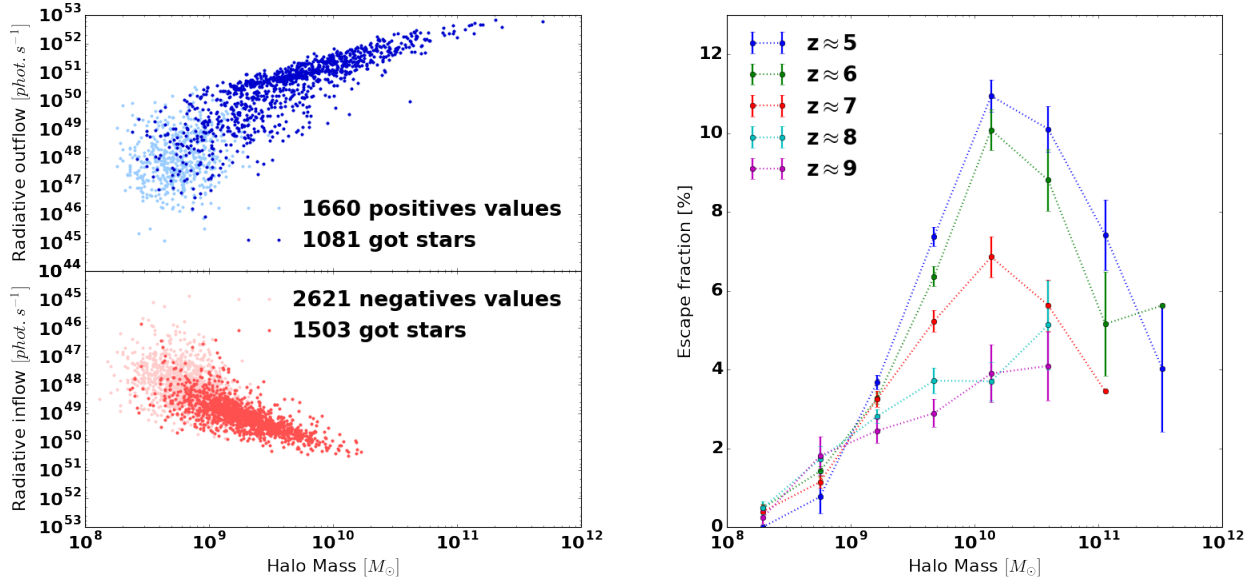 10^53
10^52
10^51
10^50
10^49
10^48
10^47
10^46
10^45
10^44
Radiative outflow [phot. s^{-1}]
1660 positives values
1081 got stars
10^45
10^46
10^47
10^48
10^49
10^50
10^51
10^52
10^53
Radiative inflow [phot. s^{-1}]
2621 negatives values
1503 got stars
10^8
10^9
10^10
10^11
10^12
Halo Mass [M_⊙]
12
10
8
6
4
2
0
Escape fraction [%]
z≈5
z≈6
z≈7
z≈8
z≈9
10^8
10^9
10^10
10^11
10^12
Halo Mass [M_⊙]